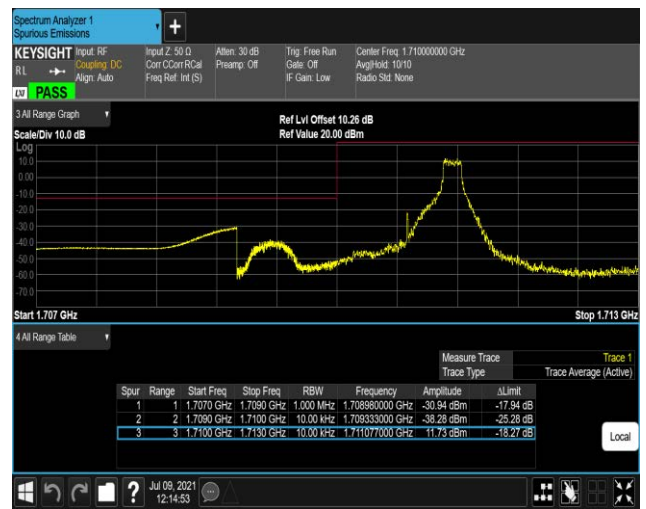 Spectrum Analyzer 1
Spurious Emissions
+
KEYSIGHT Input: RF Input Z: 50 Ω Atten: 30 dB Trig: Free Run Center Freq: 1.710000000 GHz
RL Coupling: DC Corr CCorr RCal Preamp: Off Gate: Off Avg|Hold: 10/10
Align: Auto Freq Ref: Int (S) IF Gain: Low Radio Std: None
LXI PASS
3 All Range Graph
Ref Lvl Offset 10.26 dB
Scale/Div 10.0 dB Ref Value 20.00 dBm
Log
10.0
0.00
-10.0
-20.0
-30.0
-40.0
-50.0
-60.0
-70.0
Start 1.707 GHz Stop 1.713 GHz
4 All Range Table
Measure Trace Trace 1
Trace Type Trace Average (Active)
Spur Range Start Freq Stop Freq RBW Frequency Amplitude ΔLimit
1 1 1.7070 GHz 1.7090 GHz 1.000 MHz 1.708980000 GHz -30.94 dBm -17.94 dB
2 2 1.7090 GHz 1.7100 GHz 10.00 kHz 1.709333000 GHz -38.28 dBm -25.28 dB
3 3 1.7100 GHz 1.7130 GHz 10.00 kHz 1.711077000 GHz 11.73 dBm -18.27 dB
Local
? Jul 09, 2021
12:14:53